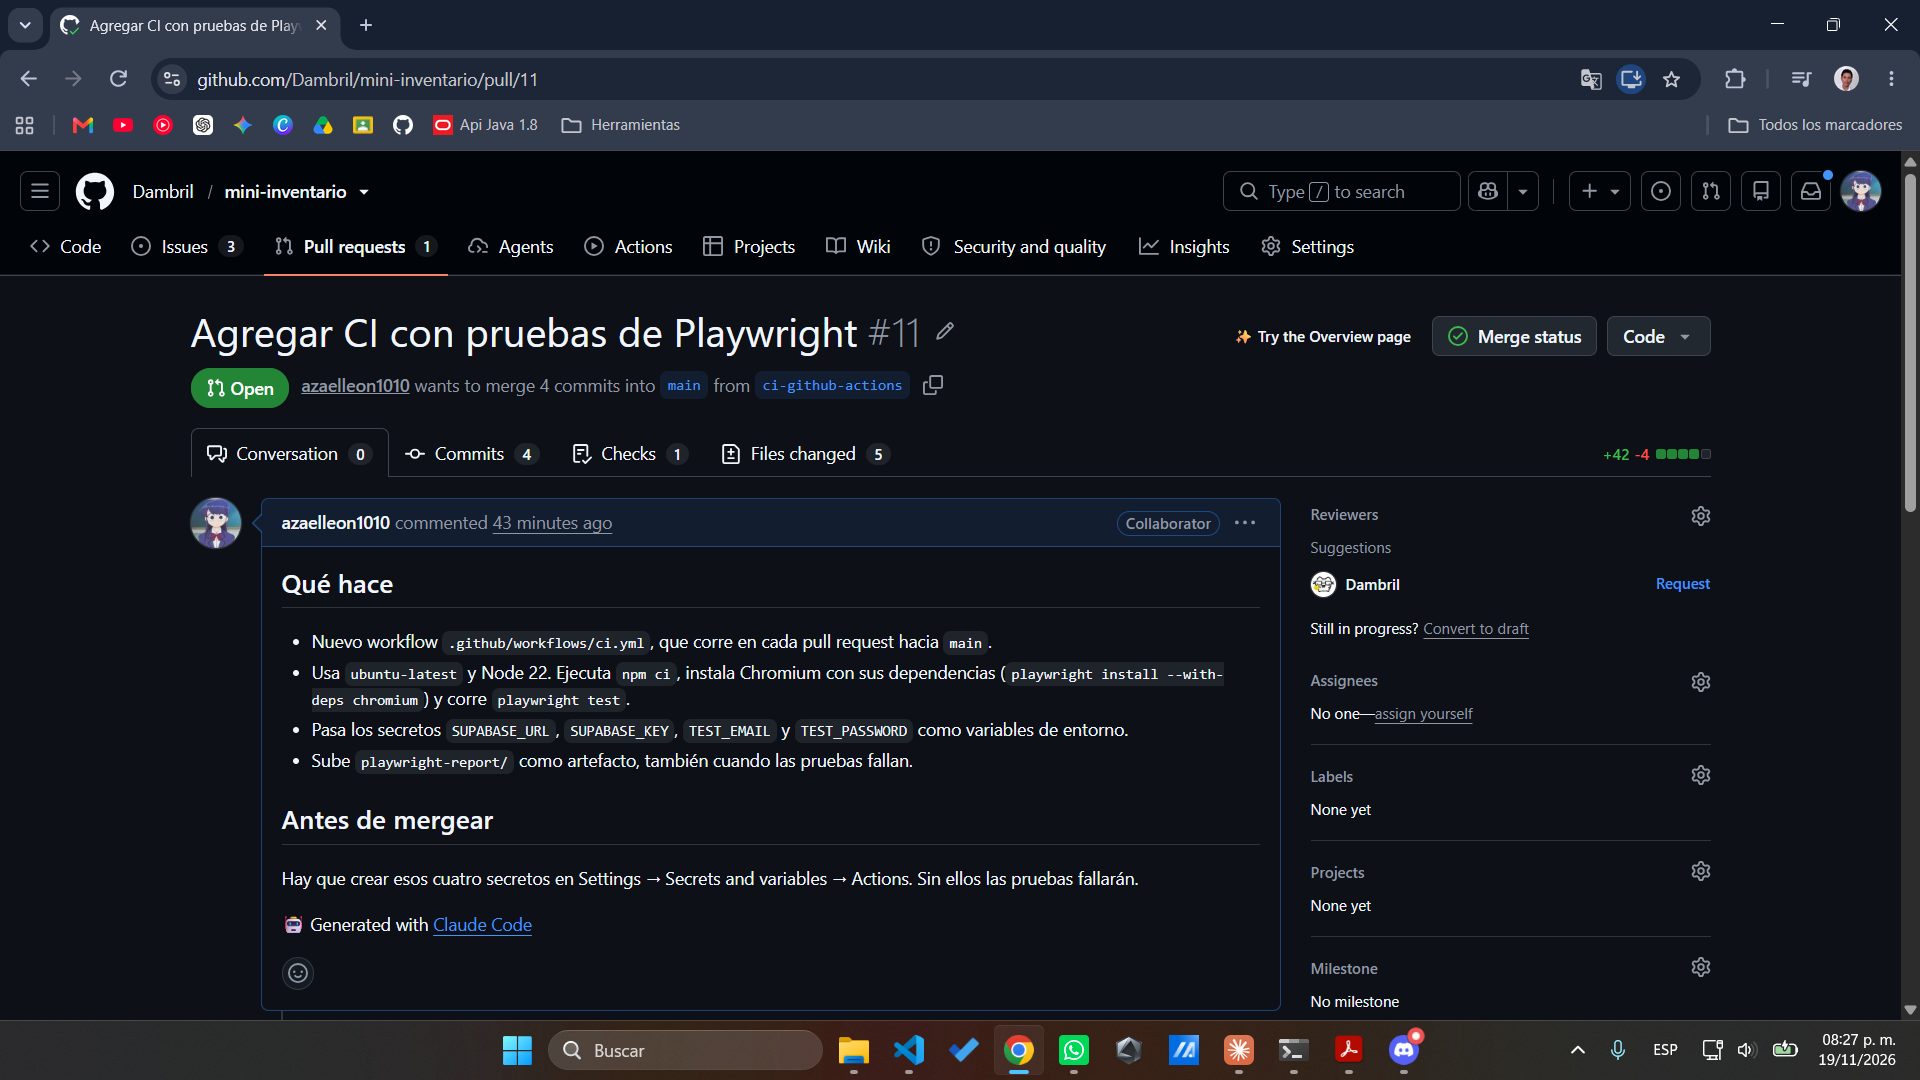 Agregar CI con pruebas de Play
github.com/Dambril/mini-inventario/pull/11
Api Java 1.8
Herramientas
Todos los marcadores
Dambril / mini-inventario
Type / to search
Code
Issues 3
Pull requests 1
Agents
Actions
Projects
Wiki
Security and quality
Insights
Settings
Agregar CI con pruebas de Playwright #11
Try the Overview page
Merge status
Code
Open
azaelleon1010 wants to merge 4 commits into main from ci-github-actions
Conversation 0
Commits 4
Checks 1
Files changed 5
+42 -4
azaelleon1010 commented 43 minutes ago
Collaborator
Qué hace
• Nuevo workflow .github/workflows/ci.yml, que corre en cada pull request hacia main.
• Usa ubuntu-latest y Node 22. Ejecuta npm ci, instala Chromium con sus dependencias (playwright install --with-
deps chromium) y corre playwright test.
• Pasa los secretos SUPABASE_URL, SUPABASE_KEY, TEST_EMAIL y TEST_PASSWORD como variables de entorno.
• Sube playwright-report/ como artefacto, también cuando las pruebas fallan.
Antes de mergear
Hay que crear esos cuatro secretos en Settings → Secrets and variables → Actions. Sin ellos las pruebas fallarán.
🤖 Generated with Claude Code
Reviewers
Suggestions
Dambril
Request
Still in progress? Convert to draft
Assignees
No one—assign yourself
Labels
None yet
Projects
None yet
Milestone
No milestone
Buscar
ESP
08:27 p. m.
19/11/2026